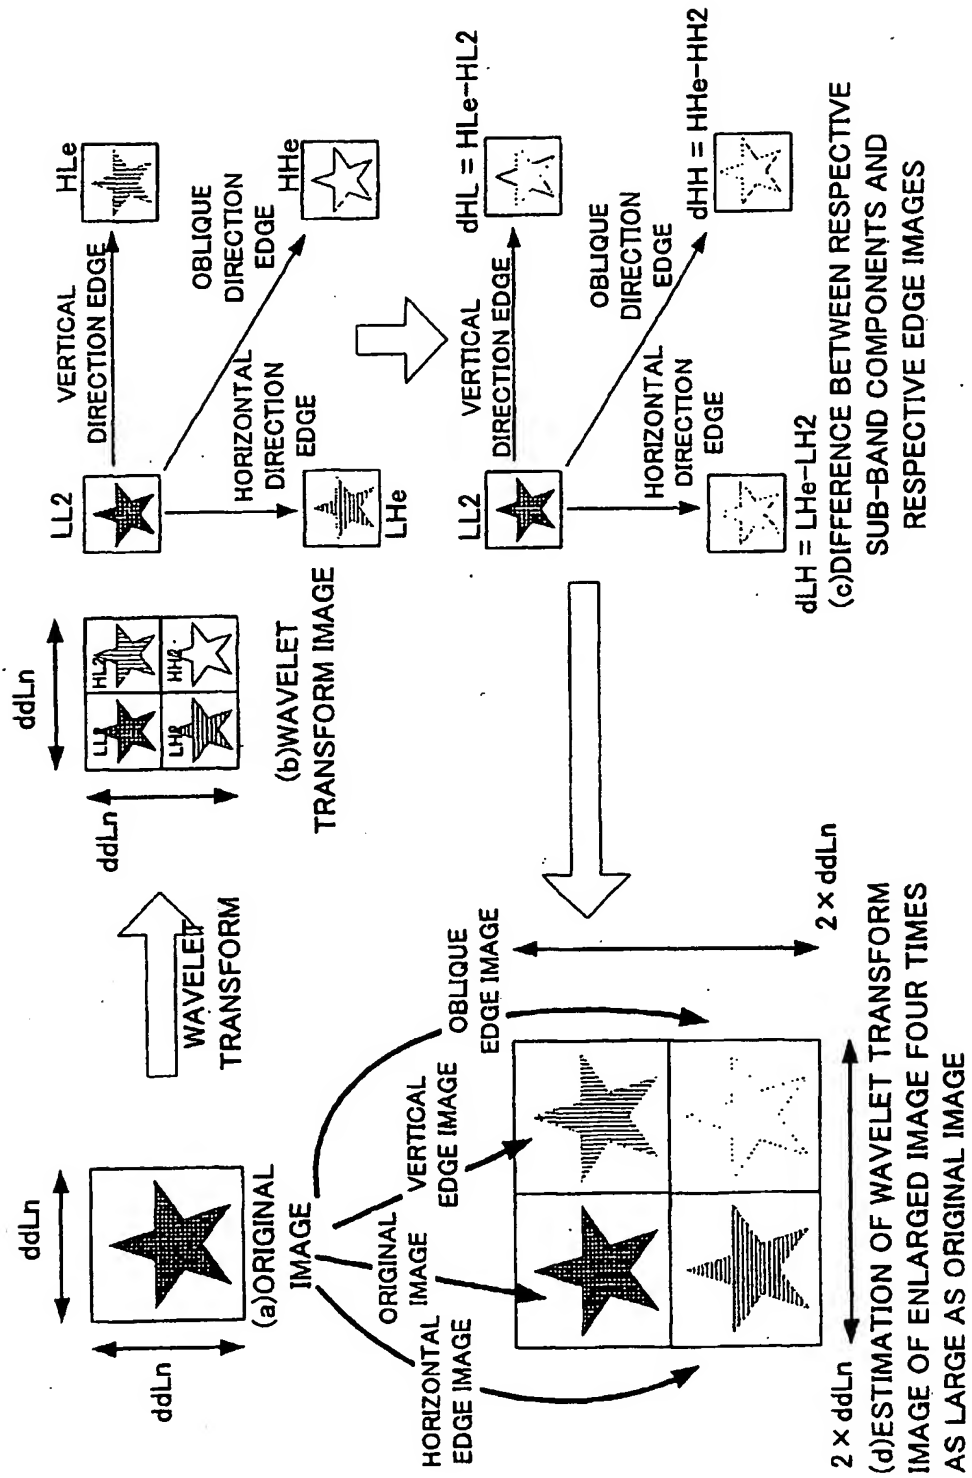 ddLn
ddLn
(a)ORIGINAL
IMAGE
WAVELET
TRANSFORM
ddLn
ddLn
LL2
HL2
LH2
HH2
(b)WAVELET
TRANSFORM IMAGE
LL2
VERTICAL
DIRECTION EDGE
HLe
HORIZONTAL
DIRECTION
EDGE
OBLIQUE
DIRECTION
EDGE
LHe
HHe
LL2
VERTICAL
DIRECTION EDGE
dHL = HLe-HL2
HORIZONTAL
DIRECTION
EDGE
OBLIQUE
DIRECTION
EDGE
dLH = LHe-LH2
dHH = HHe-HH2
(c)DIFFERENCE BETWEEN RESPECTIVE
SUB-BAND COMPONENTS AND
RESPECTIVE EDGE IMAGES
HORIZONTAL
EDGE IMAGE
ORIGINAL
IMAGE
VERTICAL
EDGE IMAGE
OBLIQUE
EDGE IMAGE
2 × ddLn
2 × ddLn
(d)ESTIMATION OF WAVELET TRANSFORM
IMAGE OF ENLARGED IMAGE FOUR TIMES
AS LARGE AS ORIGINAL IMAGE